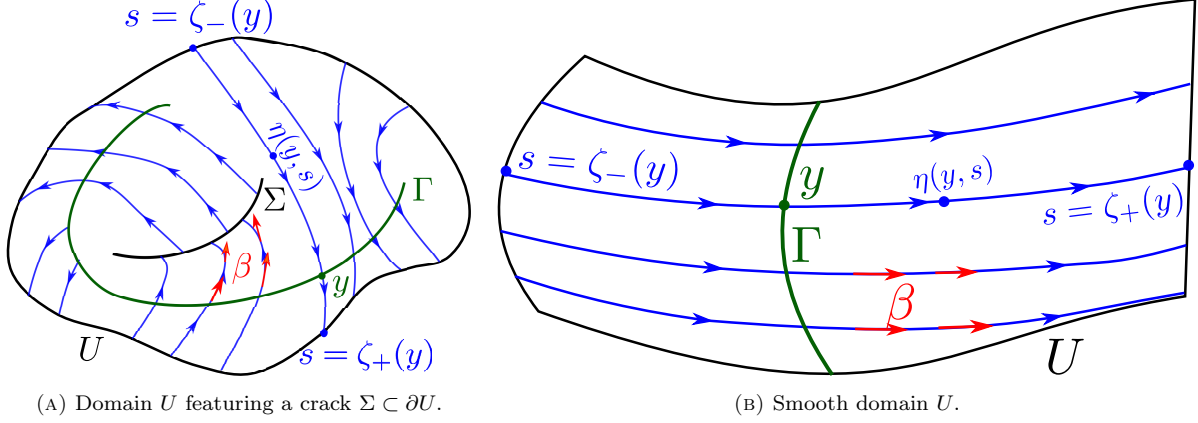 s = ζ₋(y)
η(y, s)
Σ
Γ
β
y
U
s = ζ₊(y)
(A) Domain U featuring a crack Σ ⊂ ∂U.
s = ζ₋(y)
y
η(y, s)
s = ζ₊(y)
Γ
β
U
(B) Smooth domain U.